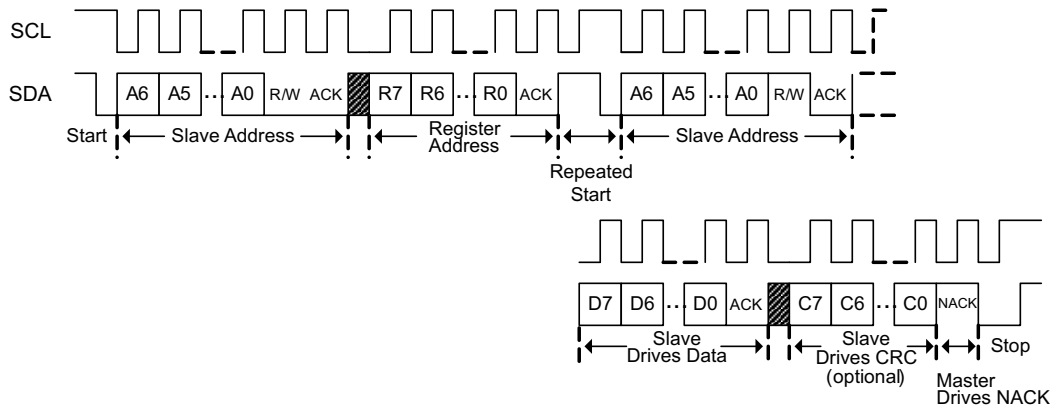 SCL
SDA
A6 A5 ... A0 R/W ACK R7 R6 ... R0 ACK A6 A5 ... A0 R/W ACK
Start
Slave Address
Register
Address
Repeated
Start
Slave Address
D7 D6 ... D0 ACK C7 C6 ... C0 NACK
Slave
Drives Data
Slave
Drives CRC
(optional)
Master
Drives NACK
Stop